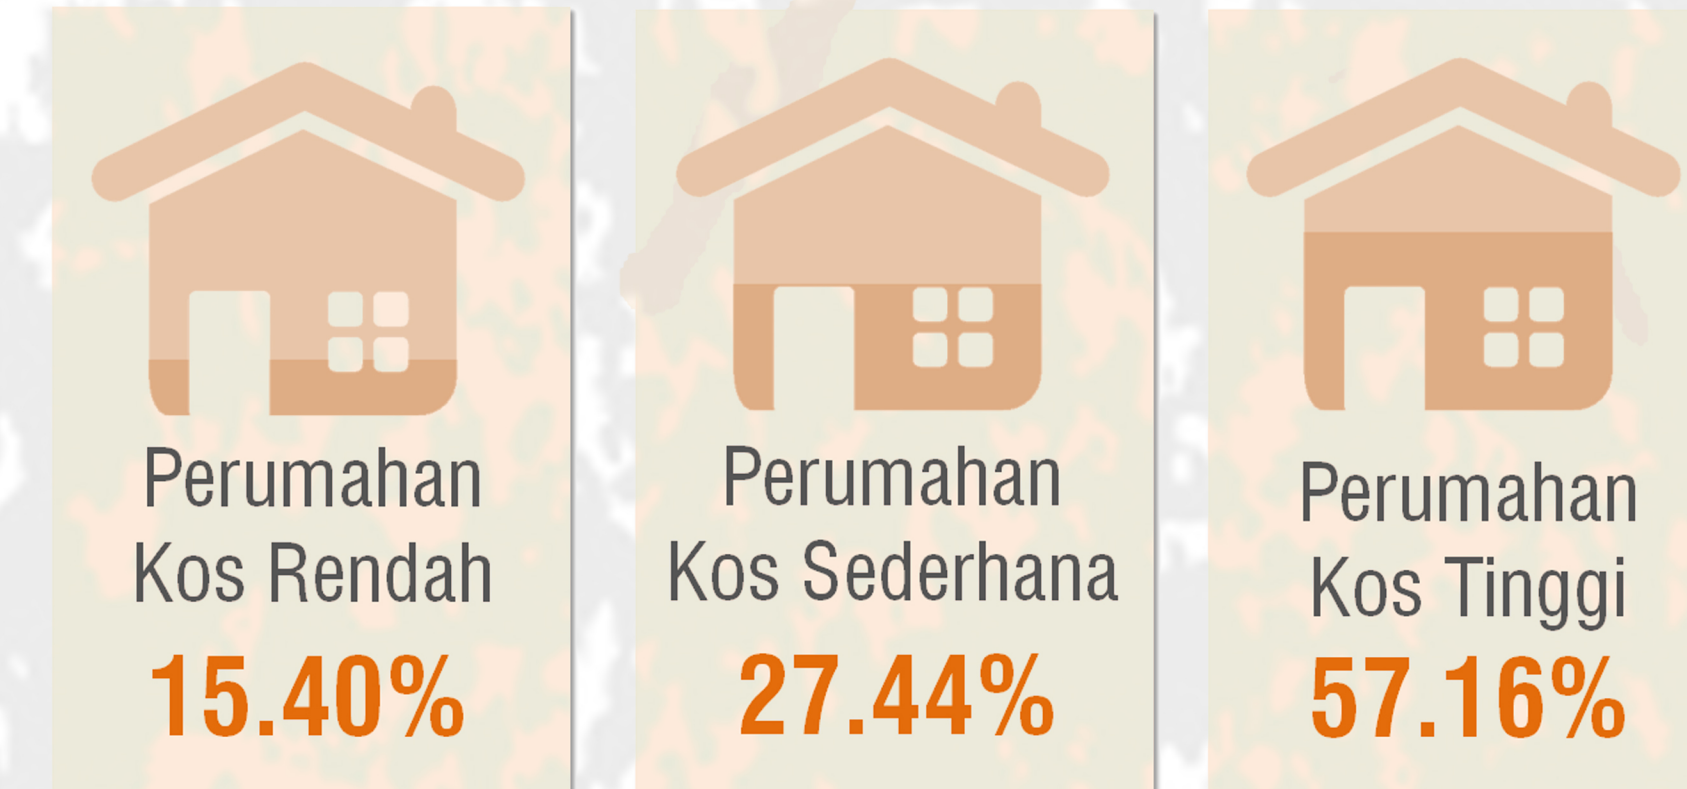 Perumahan
Kos Rendah
15.40%
Perumahan
Kos Sederhana
27.44%
Perumahan
Kos Tinggi
57.16%